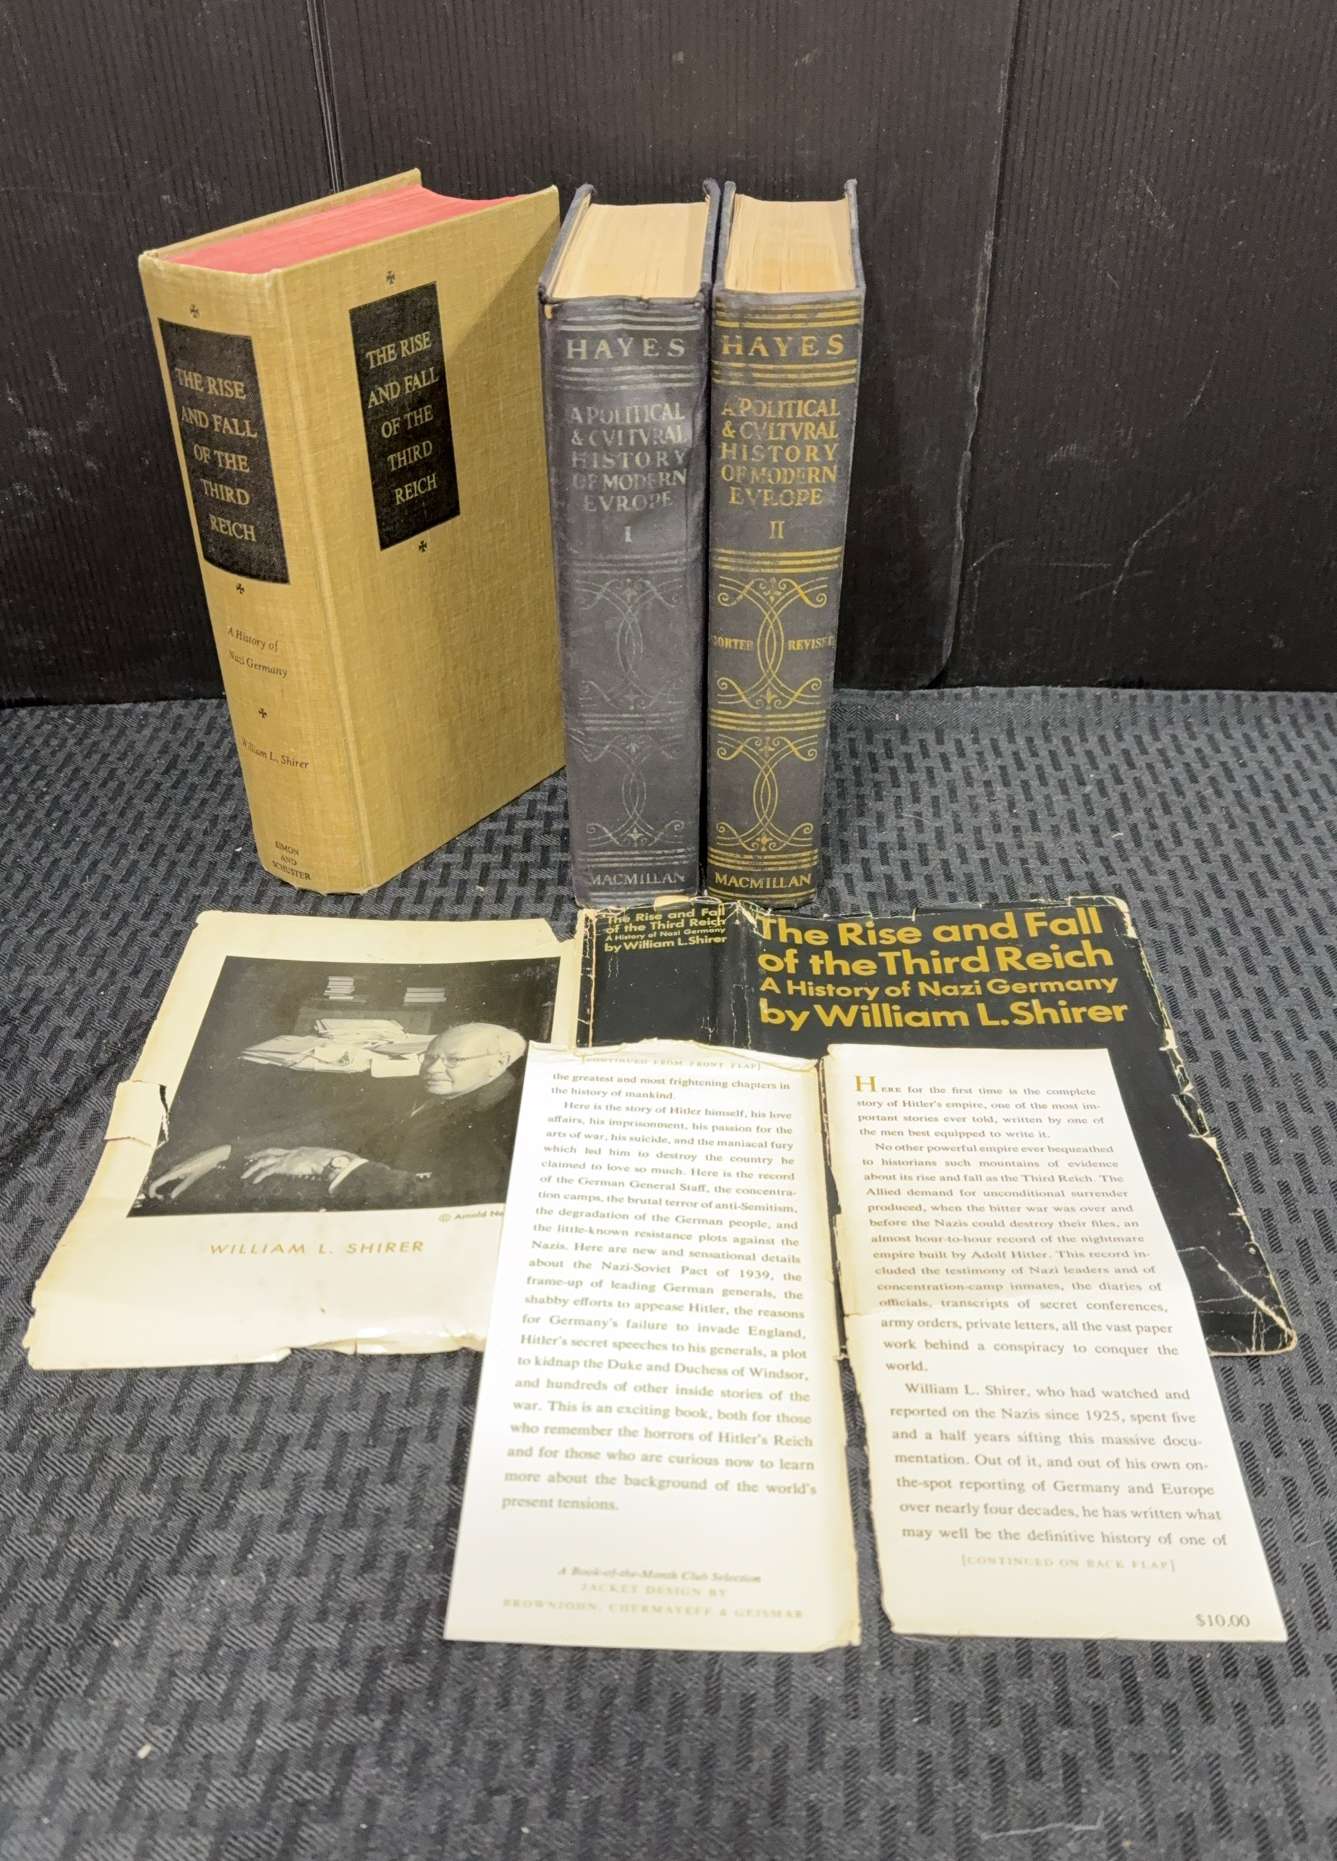 THE RISE
AND FALL
OF THE
THIRD
REICH
A History of
Nazi Germany
William L. Shirer
SIMON
AND
SCHUSTER
THE RISE
AND FALL
OF THE
THIRD
REICH
HAYES
A POLITICAL
& CVLTVRAL
HISTORY
OF MODERN
EVROPE
I
MACMILLAN
HAYES
A POLITICAL
& CVLTVRAL
HISTORY
OF MODERN
EVROPE
II
REVISED
MACMILLAN
© Arnold
WILLIAM L. SHIRER
The Rise and Fall
of the Third Reich
A History of Nazi Germany
by William L. Shirer
The Rise and Fall
of the Third Reich
A History of Nazi Germany
by William L. Shirer
[CONTINUED FROM FRONT FLAP]
the greatest and most frightening chapters in
the history of mankind.
Here is the story of Hitler himself, his love
affairs, his imprisonment, his passion for the
arts of war, his suicide, and the maniacal fury
which led him to destroy the country he
claimed to love so much. Here is the record
of the German General Staff, the concentra-
tion camps, the brutal terror of anti-Semitism,
the degradation of the German people, and
the little-known resistance plots against the
Nazis. Here are new and sensational details
about the Nazi-Soviet Pact of 1939, the
frame-up of leading German generals, the
shabby efforts to appease Hitler, the reasons
for Germany's failure to invade England,
Hitler's secret speeches to his generals, a plot
to kidnap the Duke and Duchess of Windsor,
and hundreds of other inside stories of the
war. This is an exciting book, both for those
who remember the horrors of Hitler's Reich
and for those who are curious now to learn
more about the background of the world's
present tensions.
A Book-of-the-Month Club Selection
JACKET DESIGN BY
BROWNJOHN, CHERMAYEFF & GEISMAR
HERE for the first time is the complete
story of Hitler's empire, one of the most im-
portant stories ever told, written by one of
the men best equipped to write it.
No other powerful empire ever bequeathed
to historians such mountains of evidence
about its rise and fall as the Third Reich. The
Allied demand for unconditional surrender
produced, when the bitter war was over and
before the Nazis could destroy their files, an
almost hour-to-hour record of the nightmare
empire built by Adolf Hitler. This record in-
cluded the testimony of Nazi leaders and of
concentration-camp inmates, the diaries of
officials, transcripts of secret conferences,
army orders, private letters, all the vast paper
work behind a conspiracy to conquer the
world.
William L. Shirer, who had watched and
reported on the Nazis since 1925, spent five
and a half years sifting this massive docu-
mentation. Out of it, and out of his own on-
the-spot reporting of Germany and Europe
over nearly four decades, he has written what
may well be the definitive history of one of
[CONTINUED ON BACK FLAP]
$10.00